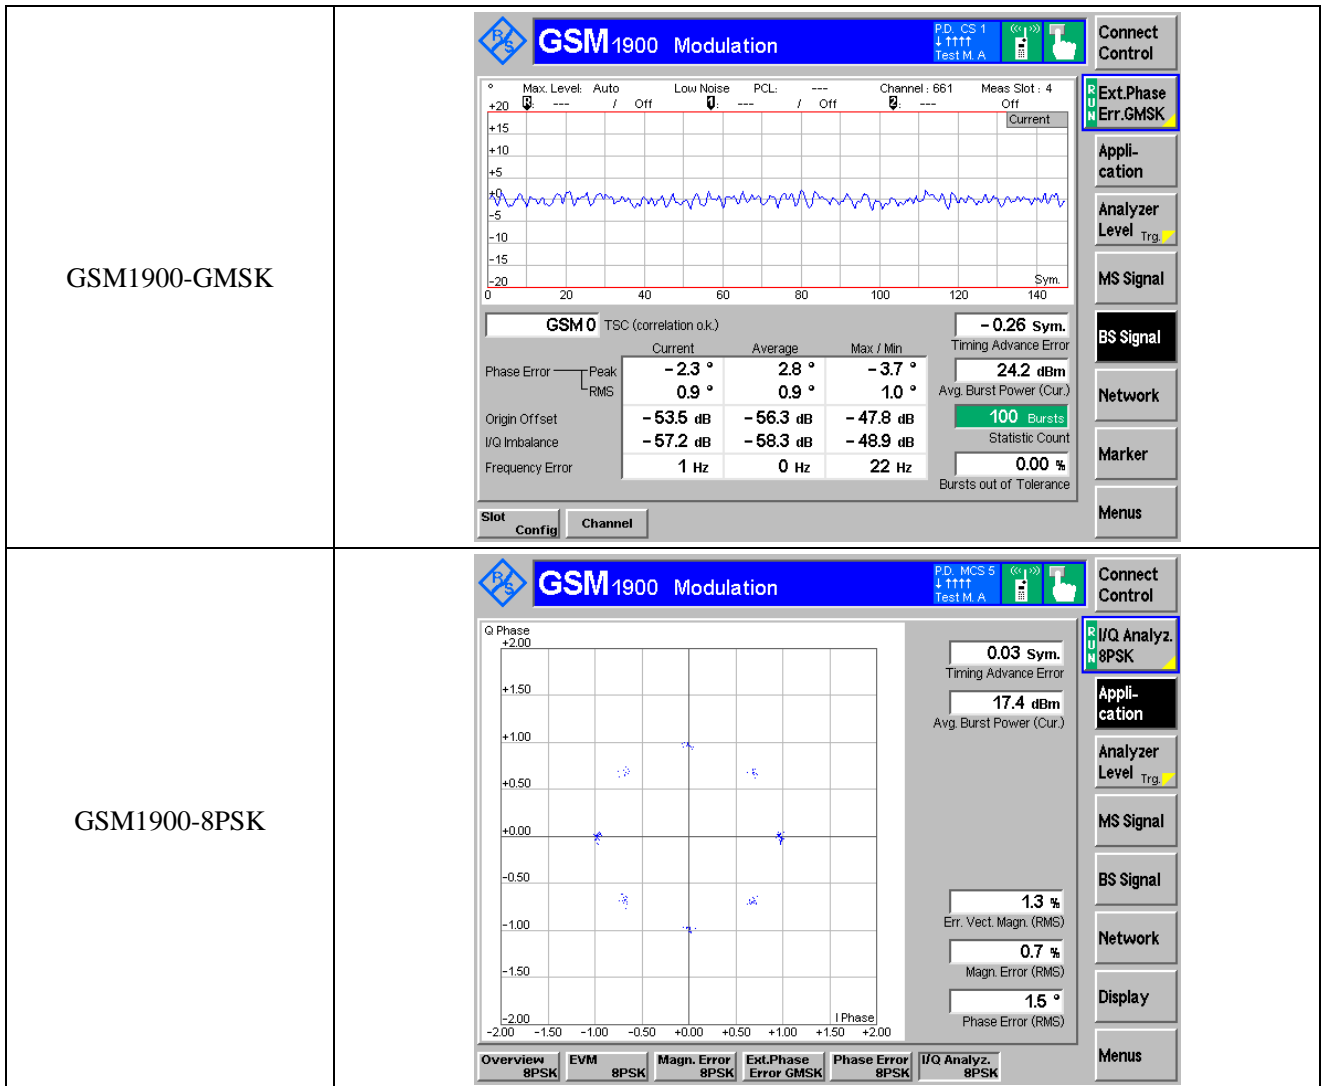 GSM1900-GMSK
R&S
GSM 1900 Modulation
P.D. CS 1
Test M. A
Connect
Control
° Max. Level: Auto Low Noise PCL: --- Channel : 661 Meas Slot : 4
+20 R: --- / Off 1: --- / Off 2: --- Off
Current
+15
+10
+5
+0
-5
-10
-15
-20 Sym.
0 20 40 60 80 100 120 140
RUN
Ext.Phase
Err.GMSK
Appli-
cation
Analyzer
Level Trg.
MS Signal
BS Signal
Network
Marker
Menus
GSM 0 TSC (correlation o.k.)
Current Average Max / Min
Phase Error Peak - 2.3 ° 2.8 ° - 3.7 °
RMS 0.9 ° 0.9 ° 1.0 °
Origin Offset - 53.5 dB - 56.3 dB - 47.8 dB
I/Q Imbalance - 57.2 dB - 58.3 dB - 48.9 dB
Frequency Error 1 Hz 0 Hz 22 Hz
- 0.26 Sym.
Timing Advance Error
24.2 dBm
Avg. Burst Power (Cur.)
100 Bursts
Statistic Count
0.00 %
Bursts out of Tolerance
Slot
Config
Channel
GSM1900-8PSK
R&S
GSM 1900 Modulation
P.D. MCS 5
Test M. A
Connect
Control
Q Phase
+2.00
+1.50
+1.00
+0.50
+0.00
-0.50
-1.00
-1.50
-2.00 I Phase
-2.00 -1.50 -1.00 -0.50 +0.00 +0.50 +1.00 +1.50 +2.00
0.03 Sym.
Timing Advance Error
17.4 dBm
Avg. Burst Power (Cur.)
1.3 %
Err. Vect. Magn. (RMS)
0.7 %
Magn. Error (RMS)
1.5 °
Phase Error (RMS)
RUN
I/Q Analyz.
8PSK
Appli-
cation
Analyzer
Level Trg.
MS Signal
BS Signal
Network
Display
Menus
Overview
8PSK
EVM
8PSK
Magn. Error
8PSK
Ext.Phase
Error GMSK
Phase Error
8PSK
I/Q Analyz.
8PSK